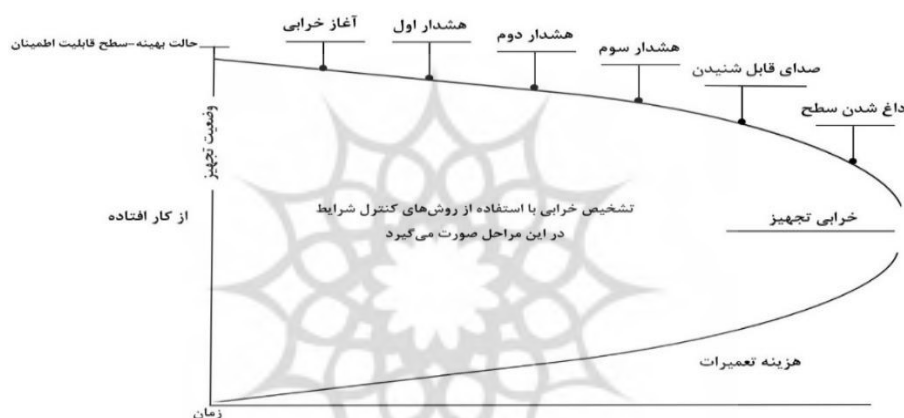 آغاز خرابی
هشدار اول
هشدار دوم
هشدار سوم
صدای قابل شنیدن
داغ شدن سطح
حالت بهینه-سطح قابلیت اطمینان
وضعیت تجهیز
از کار افتاده
تشخیص خرابی با استفاده از روش‌های کنترل شرایط
در این مراحل صورت می‌گیرد
خرابی تجهیز
هزینه تعمیرات
زمان